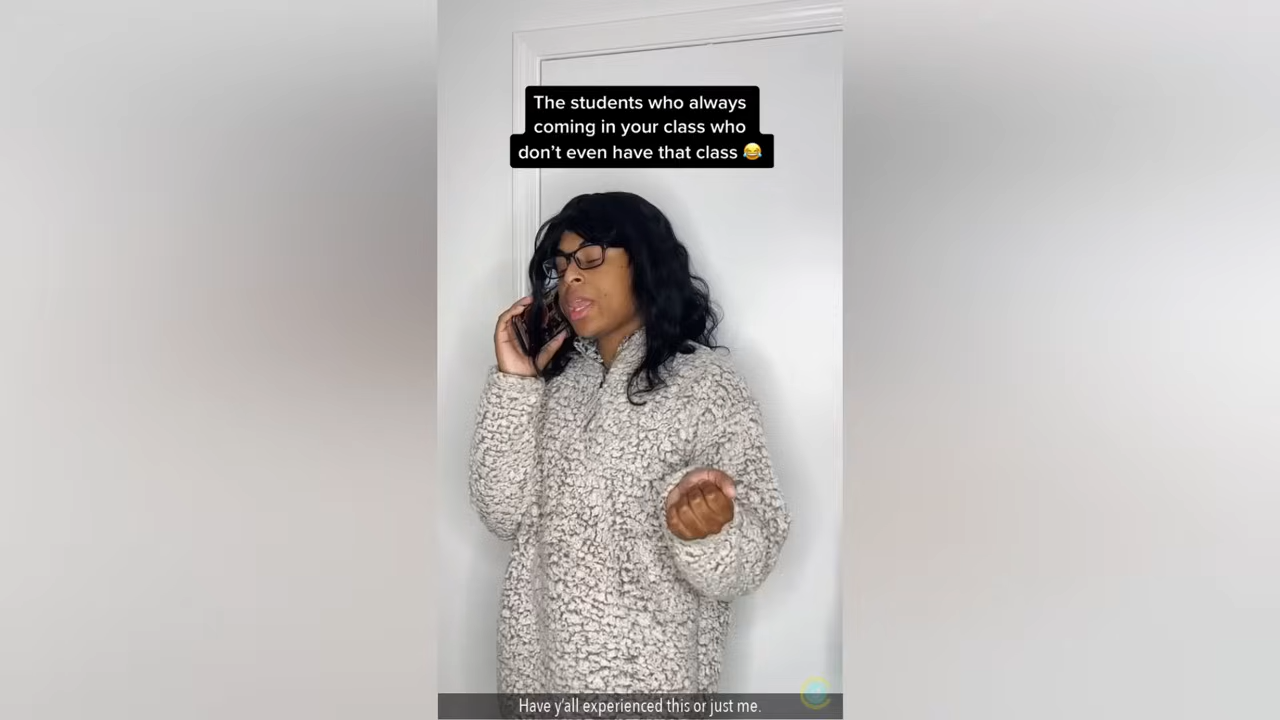 The students who always
coming in your class who
don't even have that class 😂
Have y'all experienced this or just me.